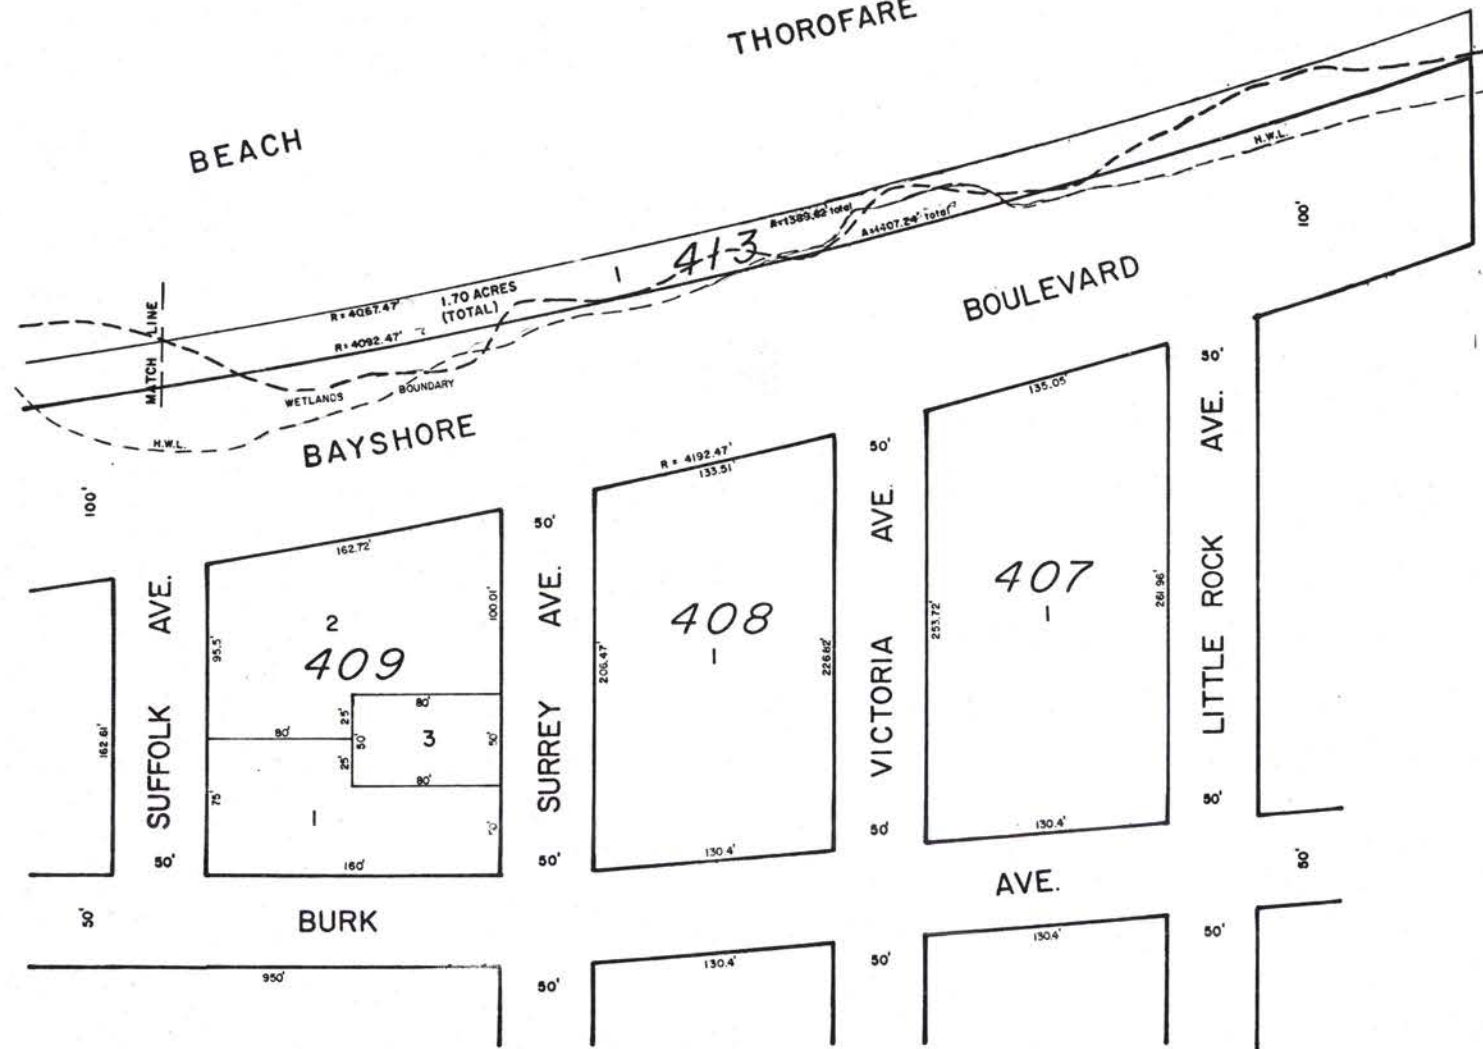 THOROFARE
BEACH
H.W.L.
100'
A=1389.62' total
41-3
A=1407.24' total
1
BOULEVARD
1.70 ACRES
(TOTAL)
R = 4067.47'
R = 4092.47'
MATCH LINE
WETLANDS BOUNDARY
H.W.L.
BAYSHORE
100'
50'
135.05'
50'
R = 4192.47'
133.51'
50'
162.72'
SUFFOLK AVE.
SURREY AVE.
VICTORIA AVE.
LITTLE ROCK AVE.
162.61'
95.5'
2
409
100.01'
80'
25'
80'
50'
3
50'
25'
80'
75'
1
160'
206.47'
408
1
226.82'
130.4'
253.72'
407
1
261.96'
130.4'
50'
50'
50'
50'
50'
50'
BURK AVE.
950'
50'
130.4'
50'
130.4'
50'